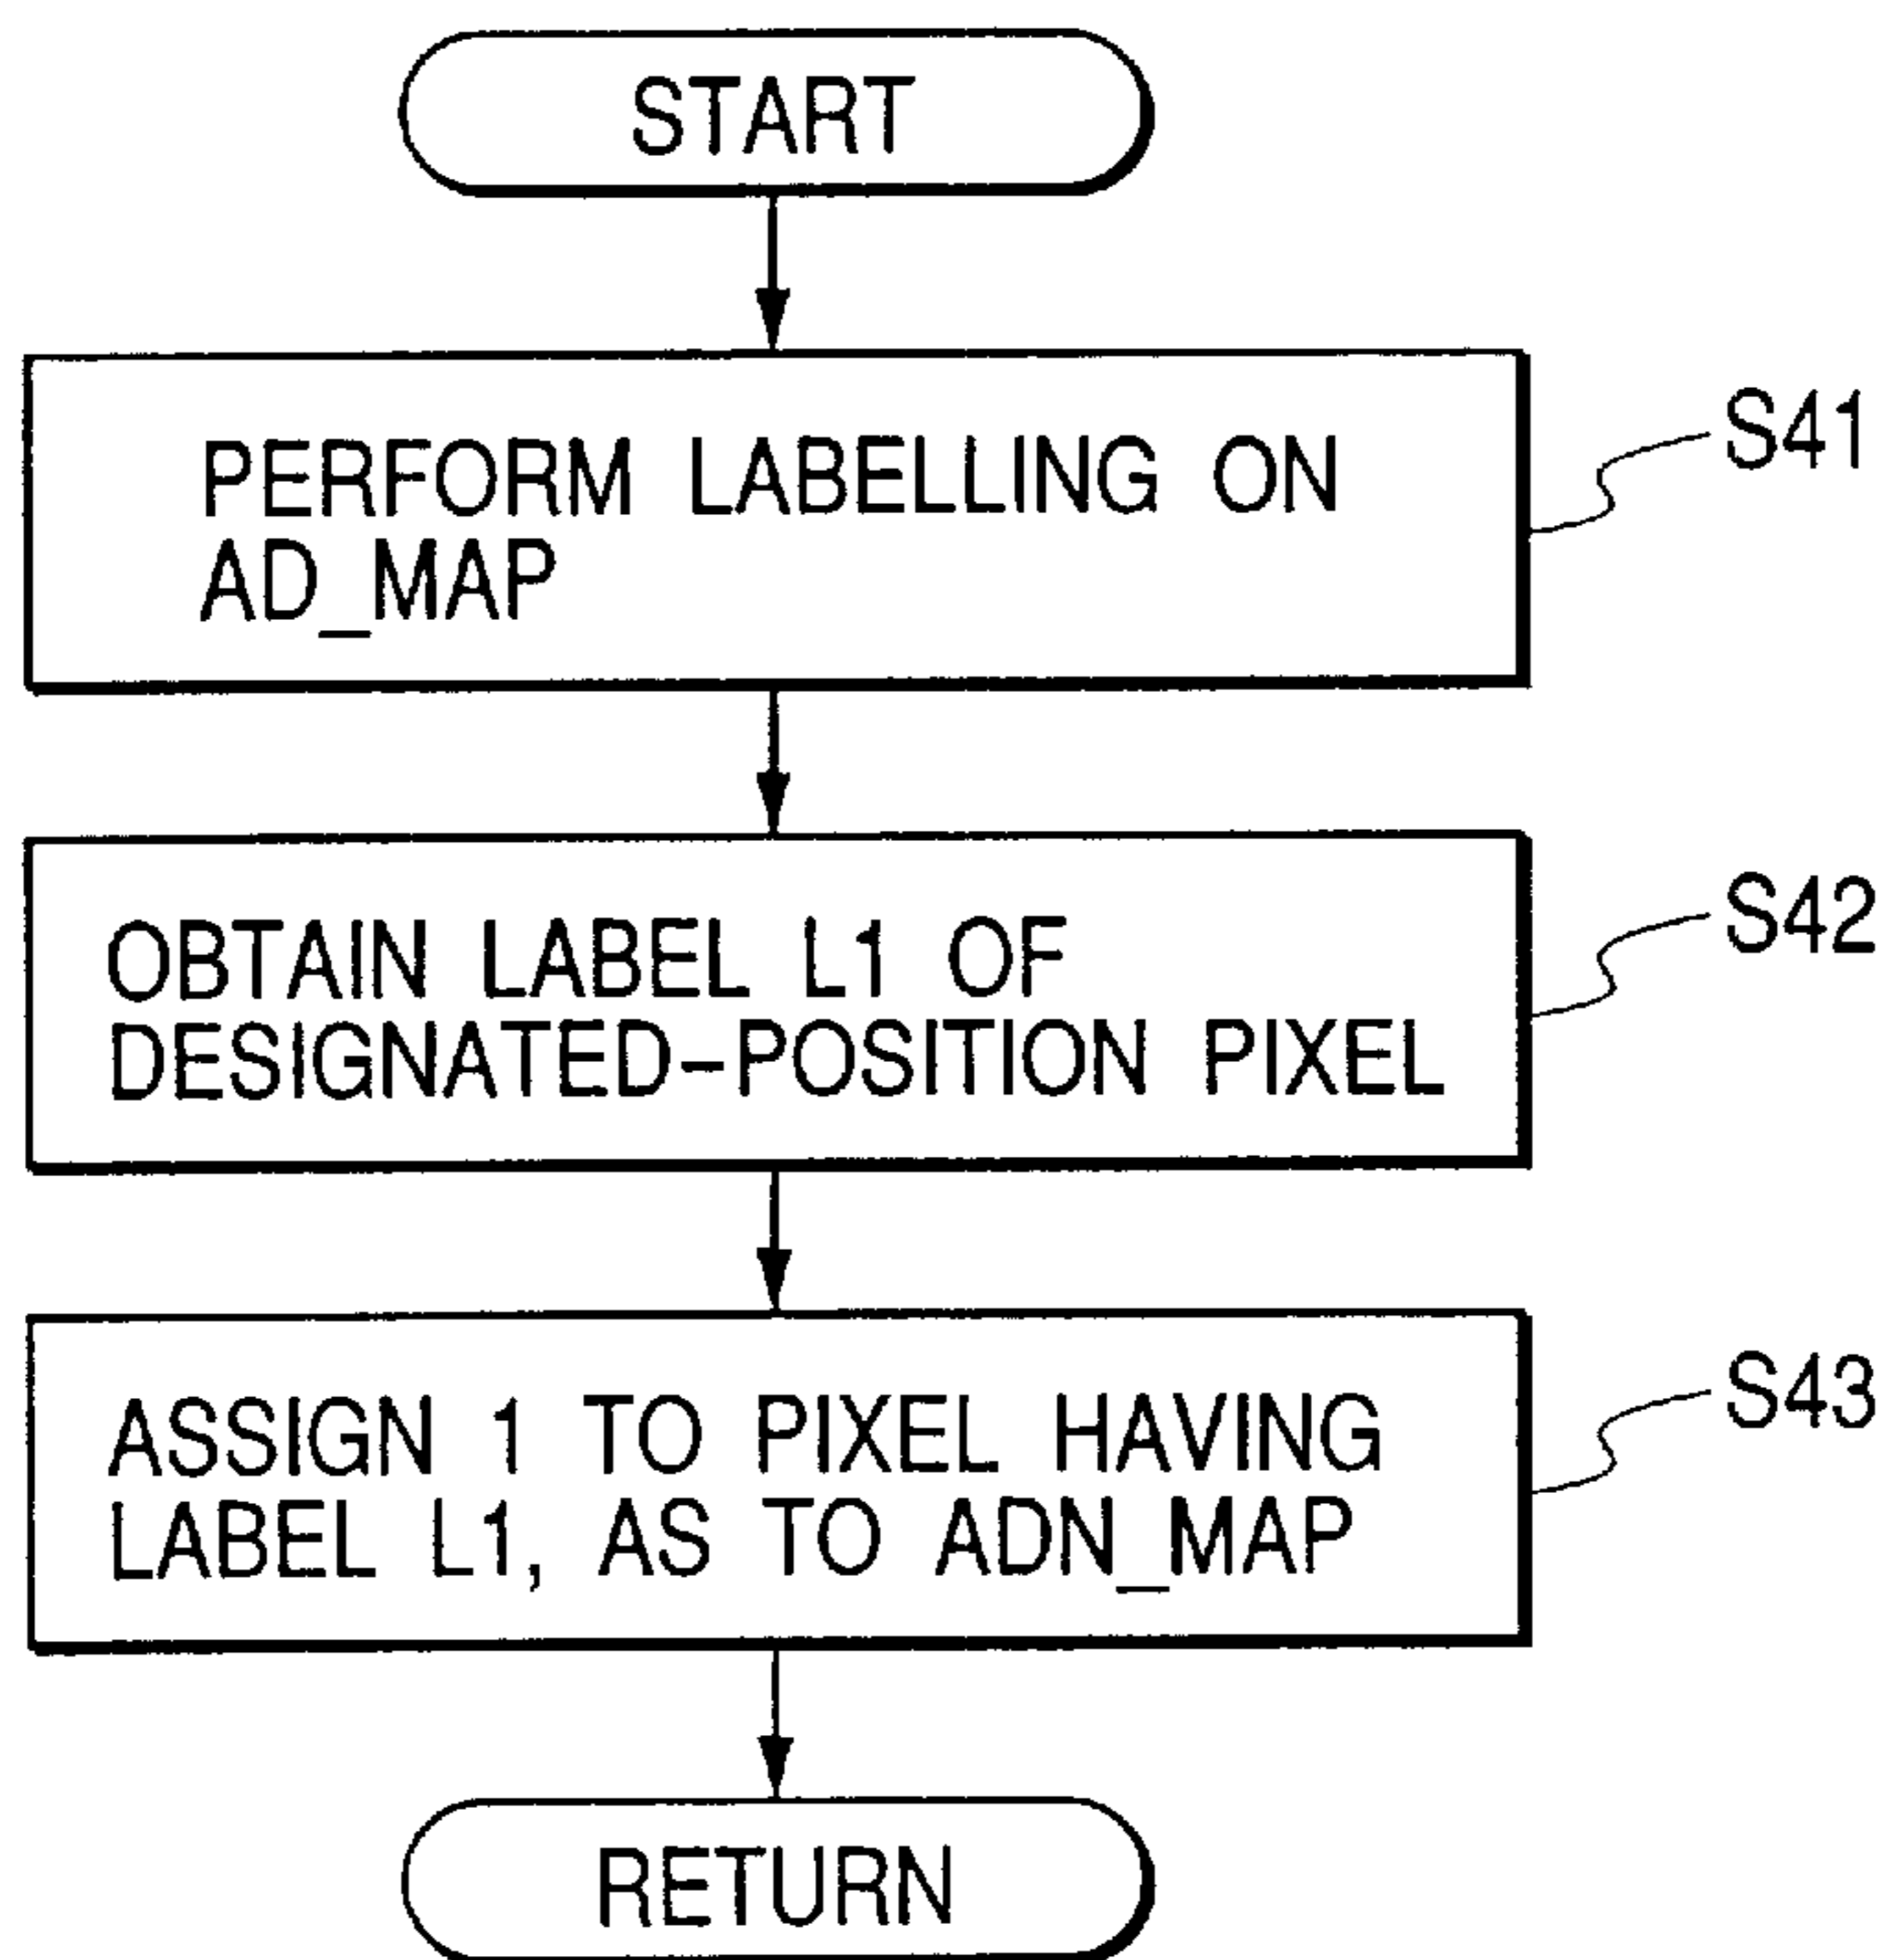 START
PERFORM LABELLING ON
AD_MAP
S41
OBTAIN LABEL L1 OF
DESIGNATED-POSITION PIXEL
S42
ASSIGN 1 TO PIXEL HAVING
LABEL L1, AS TO ADN_MAP
S43
RETURN